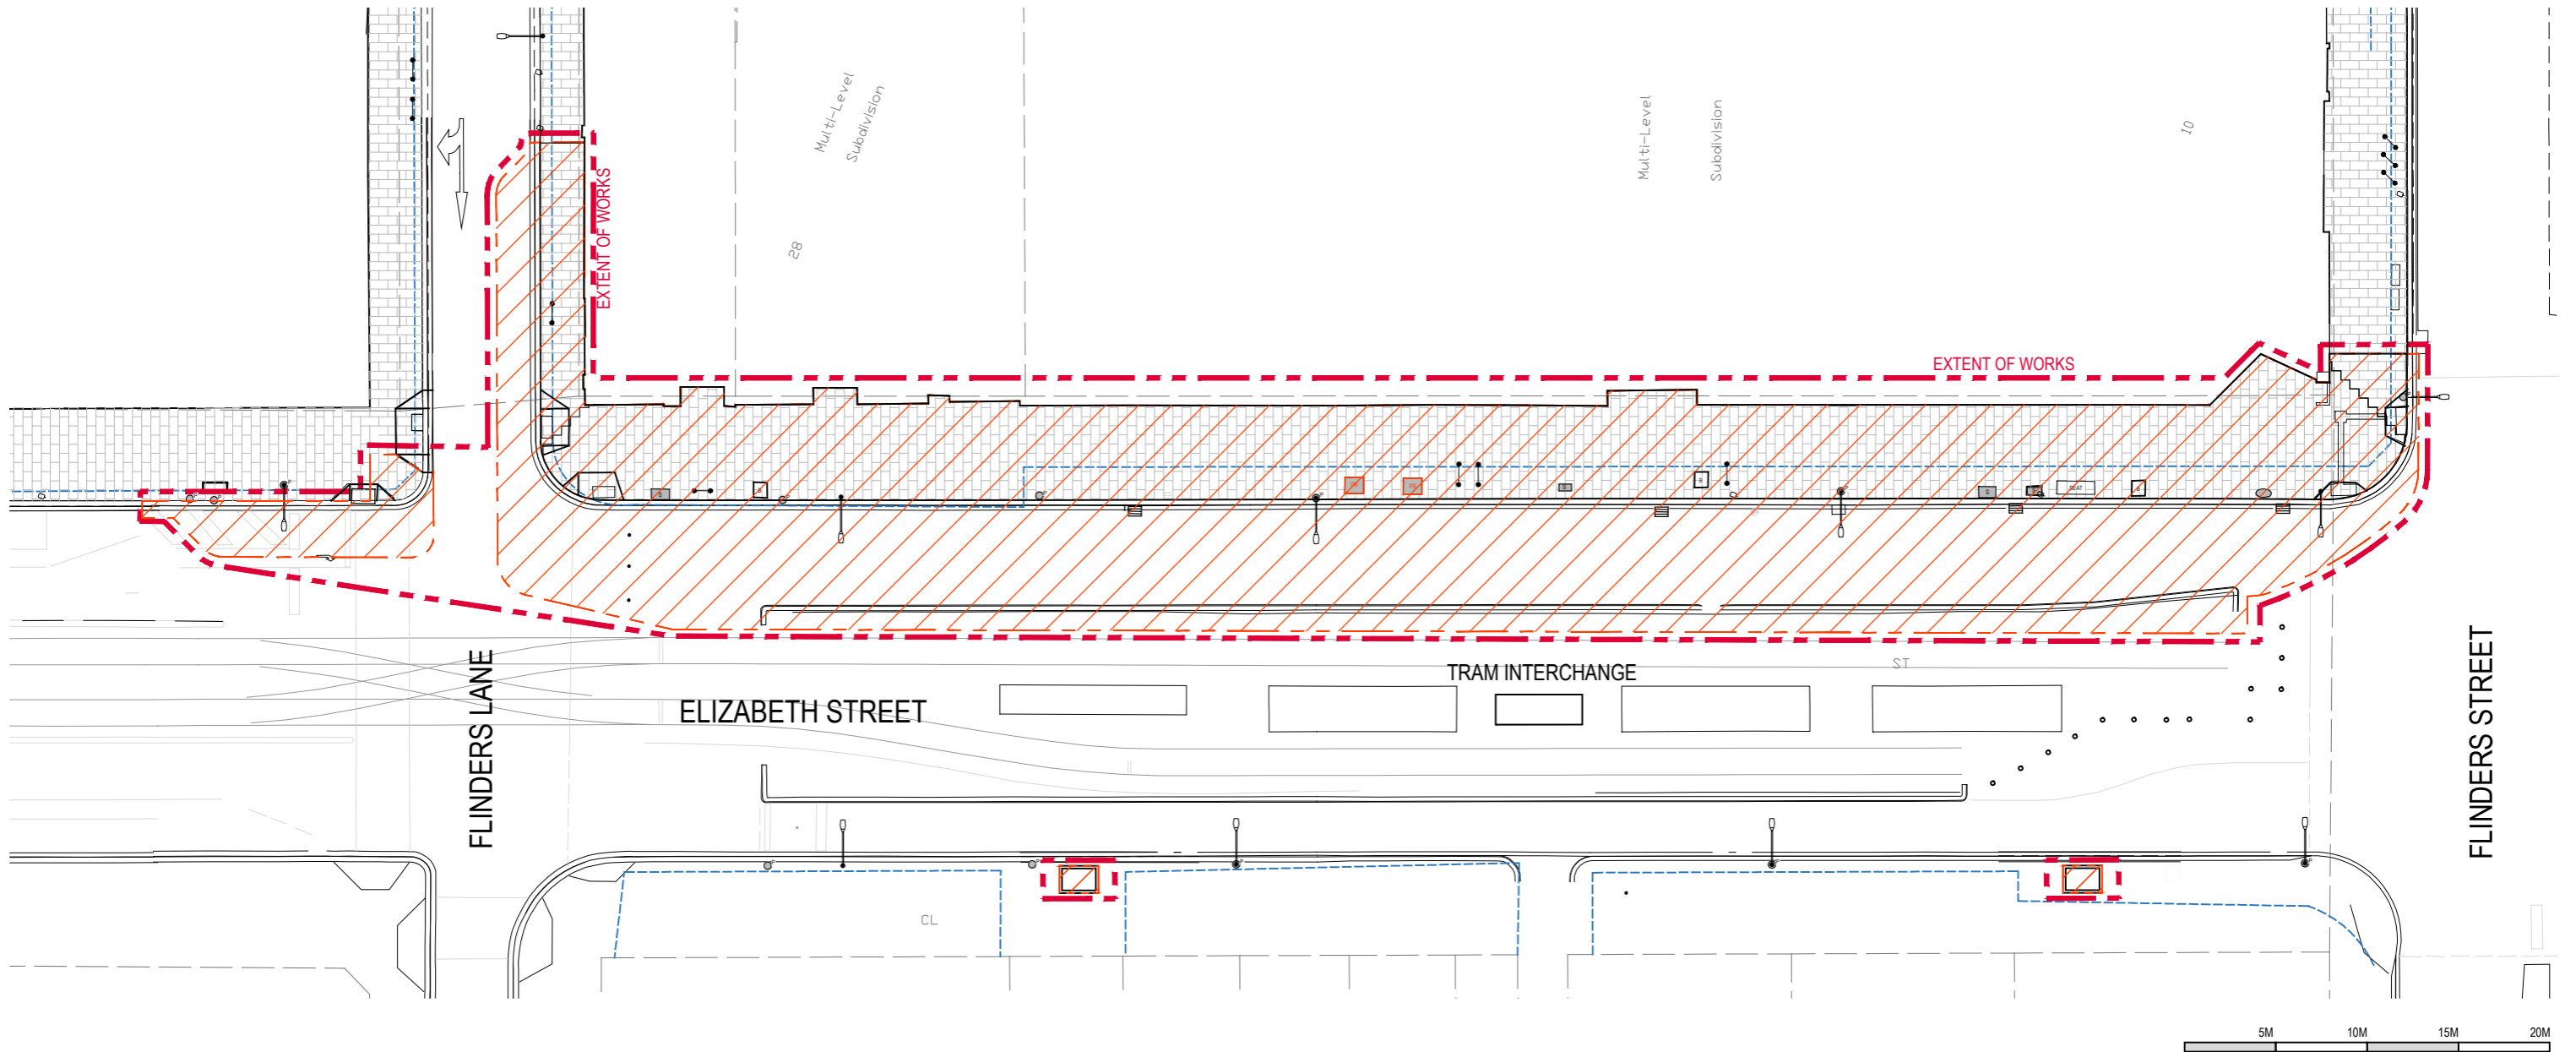 Multi-Level
Subdivision
28
EXTENT OF WORKS
Multi-Level
Subdivision
10
EXTENT OF WORKS
SEAT
TRAM INTERCHANGE
ST
ELIZABETH STREET
FLINDERS LANE
FLINDERS STREET
CL
5M 10M 15M 20M